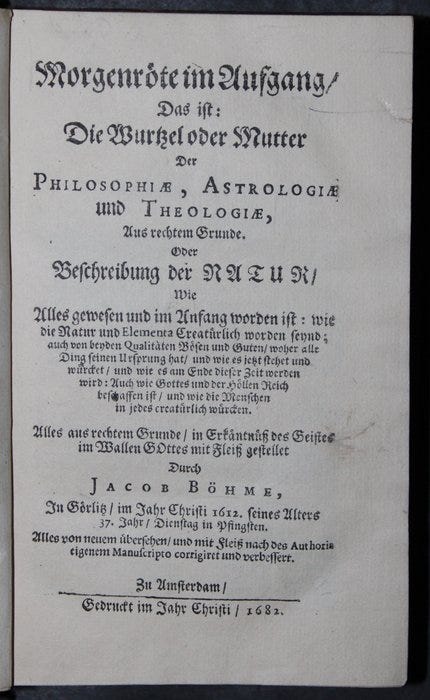 Morgenröte im Aufgang/
Das ist:
Die Wurtzel oder Mutter
Der
PHILOSOPHIÆ, ASTROLOGIÆ
und THEOLOGIÆ,
Aus rechtem Grunde.
Oder
Beschreibung der NATUR/
Wie
Alles gewesen und im Anfang worden ist: wie
die Natur und Elementa Creatürlich worden seynd;
auch von beyden Qualitäten Bösen und Guten/ woher alle
Ding seinen Ursprung hat/ und wie es jetzt stehet und
würcket/ und wie es am Ende dieser Zeit werden
wird: Auch wie Gottes und der Höllen Reich
beschaffen ist/ und wie die Menschen
in jedes creatürlich würcken.
Alles aus rechtem Grunde/ in Erkäntnüß des Geistes
im Wallen GOttes mit Fleiß gestellet
Durch
JACOB BÖHME,
In Görlitz/ im Jahr Christi 1612. seines Alters
37. Jahr/ Dienstag in Pfingsten.
Alles von neuem übersehen/ und mit Fleiß nach des Authoris
eigenem Manuscripto corrigiret und verbessert.
Zu Amsterdam/
Gedruckt im Jahr Christi/ 1682.